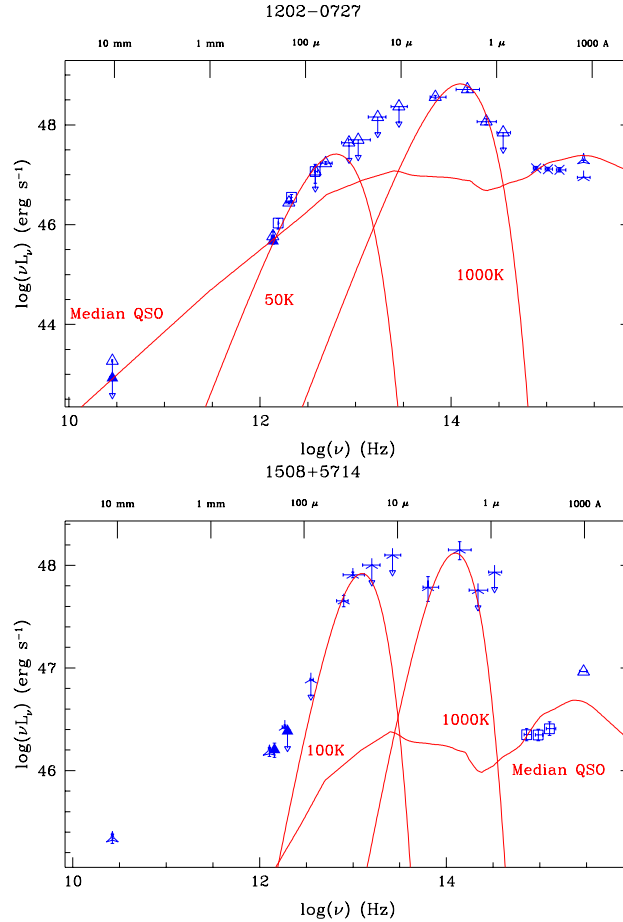 1202−0727
10 mm 1 mm 100 μ 10 μ 1 μ 1000 A
48
46
44
log(νLν) (erg s⁻¹)
Median QSO
50K
1000K
10 12 14
log(ν) (Hz)
1508+5714
10 mm 1 mm 100 μ 10 μ 1 μ 1000 A
48
47
46
log(νLν) (erg s⁻¹)
100K
1000K
Median QSO
10 12 14
log(ν) (Hz)